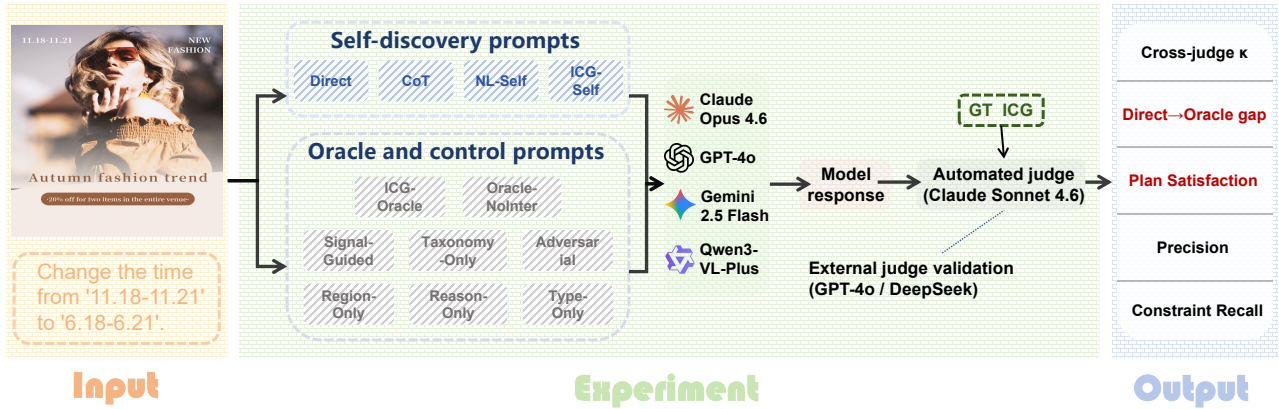 11.18-11.21
NEW
FASHION
Autumn fashion trend
-20% off for two items in the entire venue-
Change the time
from '11.18-11.21'
to '6.18-6.21'.
Input
Self-discovery prompts
Direct
CoT
NL-Self
ICG-
Self
Oracle and control prompts
ICG-
Oracle
Oracle-
NoInter
Signal-
Guided
Taxonomy
-Only
Adversar
ial
Region-
Only
Reason-
Only
Type-
Only
Claude
Opus 4.6
GPT-4o
Gemini
2.5 Flash
Qwen3-
VL-Plus
Model
response
GT ICG
Automated judge
(Claude Sonnet 4.6)
External judge validation
(GPT-4o / DeepSeek)
Experiment
Cross-judge κ
Direct→Oracle gap
Plan Satisfaction
Precision
Constraint Recall
Output